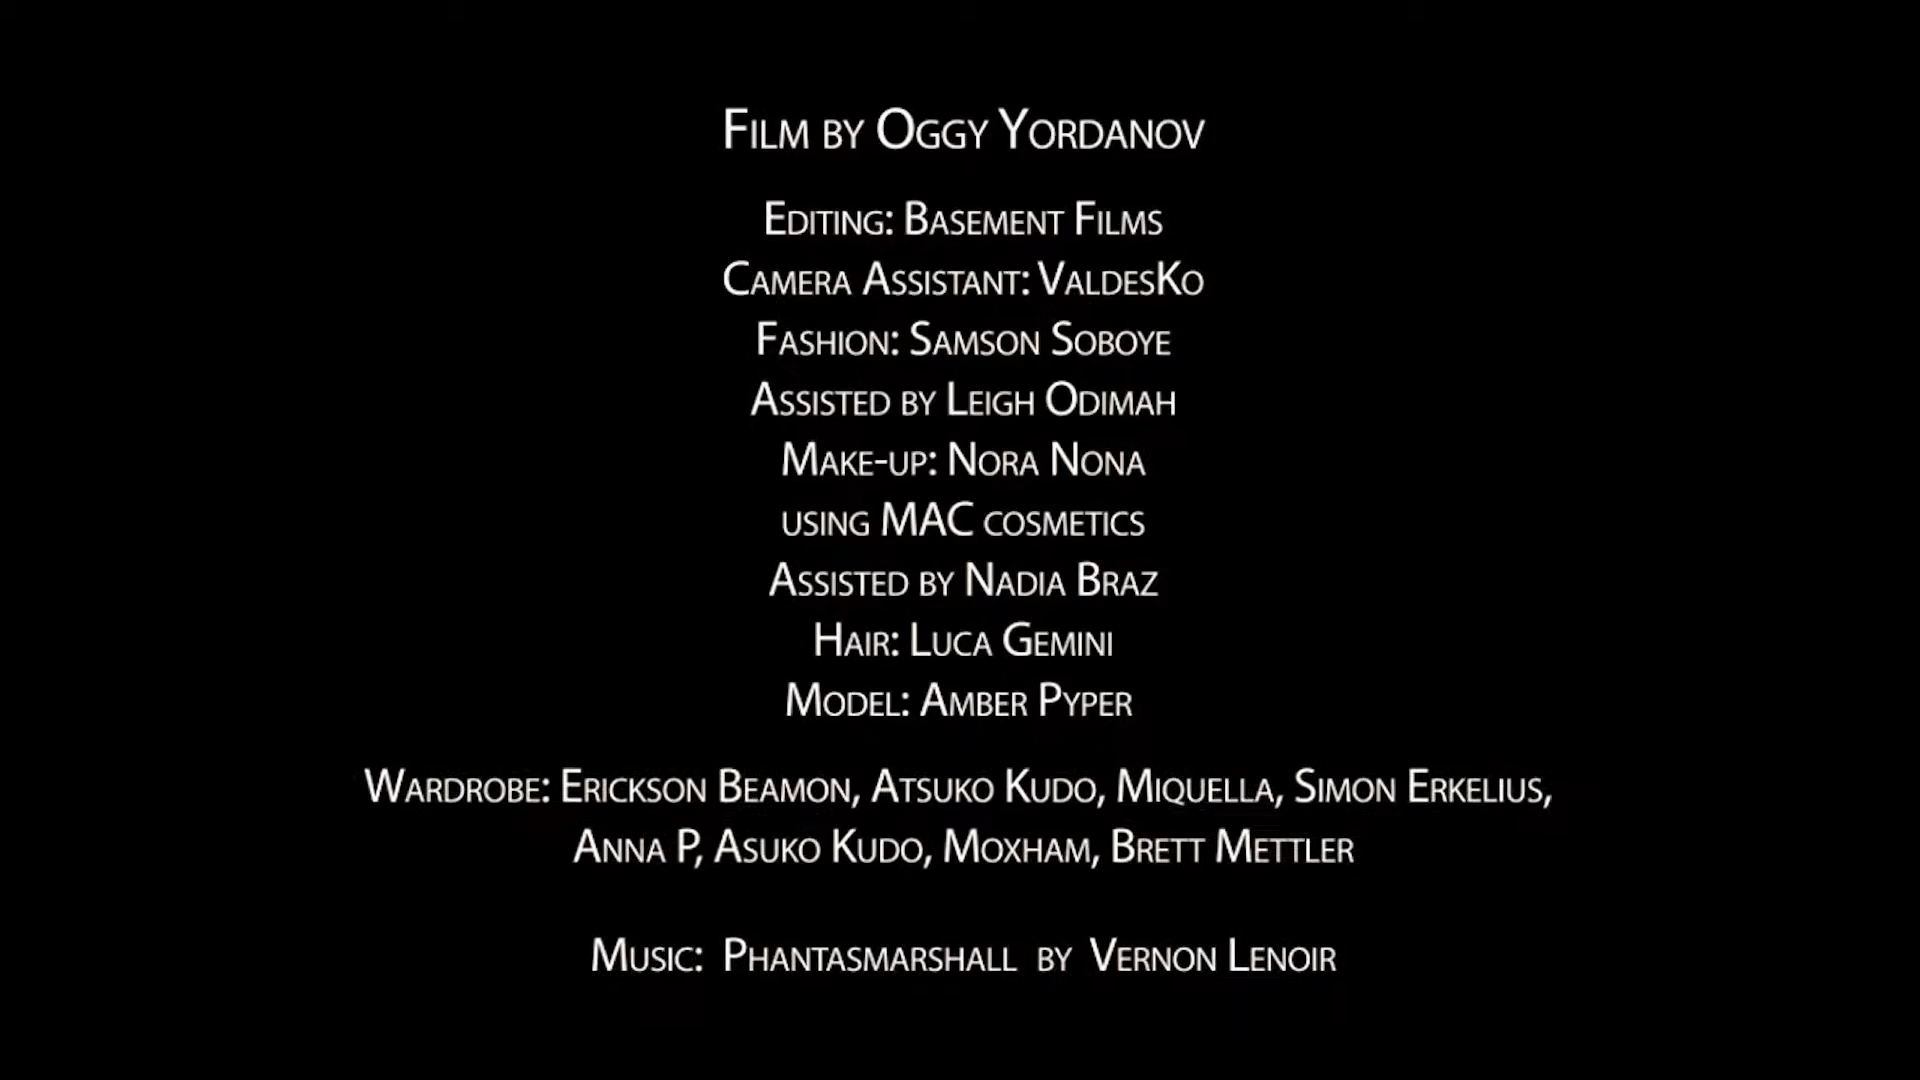 Film by Oggy Yordanov
Editing: Basement Films
Camera Assistant: ValdesKo
Fashion: Samson Soboye
Assisted by Leigh Odimah
Make-up: Nora Nona
using MAC cosmetics
Assisted by Nadia Braz
Hair: Luca Gemini
Model: Amber Pyper
Wardrobe: Erickson Beamon, Atsuko Kudo, Miquella, Simon Erkelius,
Anna P, Asuko Kudo, Moxham, Brett Mettler
Music: Phantasmarshall by Vernon Lenoir